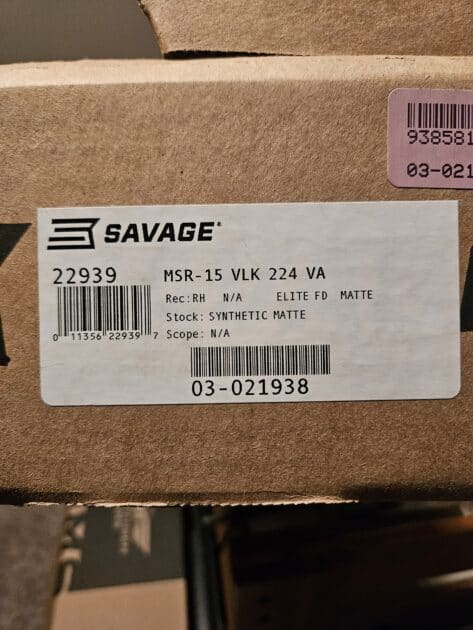 938581
03-021
SAVAGE®
22939
MSR-15 VLK 224 VA
Rec:RH N/A ELITE FD MATTE
Stock: SYNTHETIC MATTE
0 11356 22939 7
Scope: N/A
03-021938